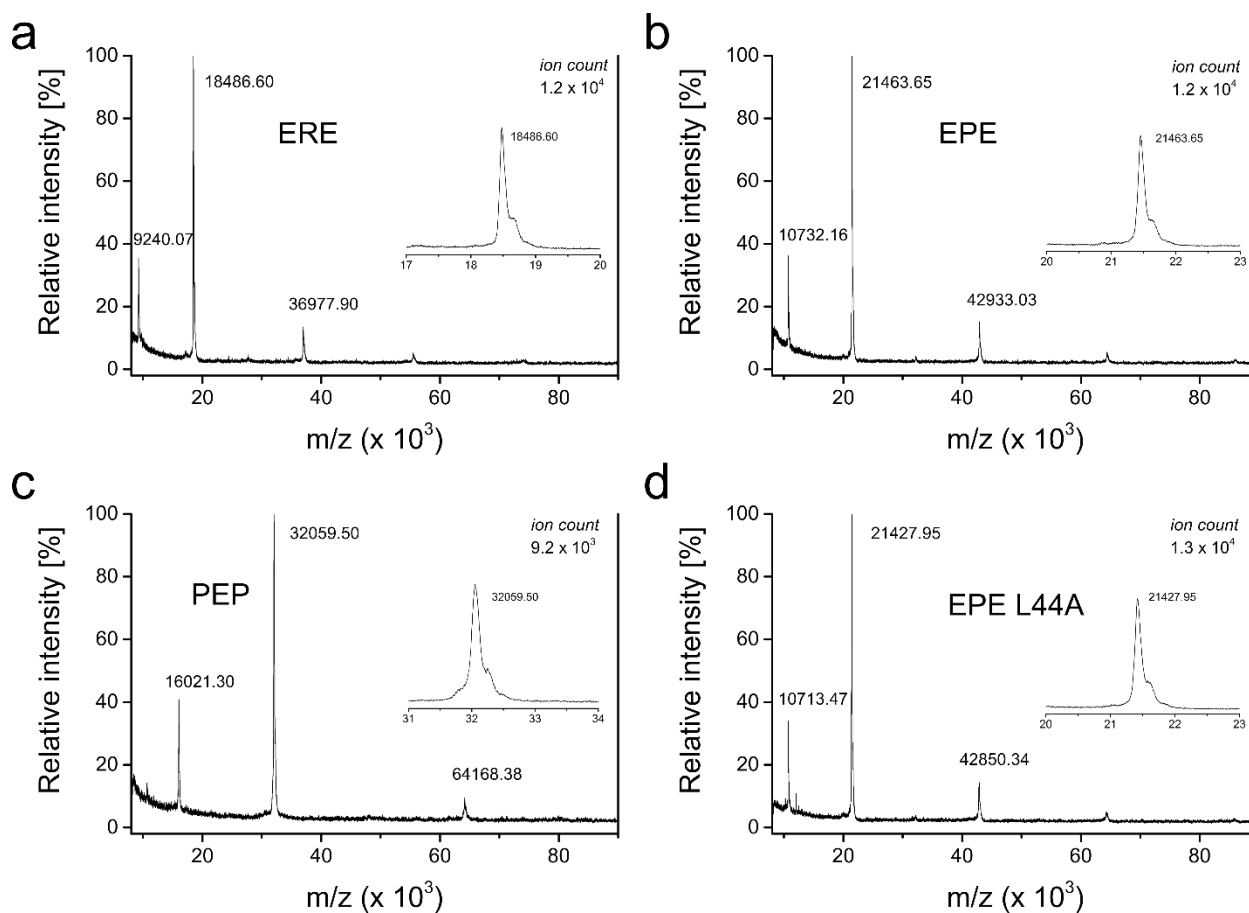 a
Relative intensity [%]
100
80
60
40
20
0
18486.60
ERE
9240.07
36977.90
ion count
1.2 x 10⁴
18486.60
17 18 19 20
20 40 60 80
m/z (x 10³)
b
Relative intensity [%]
100
80
60
40
20
0
21463.65
EPE
10732.16
42933.03
ion count
1.2 x 10⁴
21463.65
20 21 22 23
20 40 60 80
m/z (x 10³)
c
Relative intensity [%]
100
80
60
40
20
0
32059.50
PEP
16021.30
64168.38
ion count
9.2 x 10³
32059.50
31 32 33 34
20 40 60 80
m/z (x 10³)
d
Relative intensity [%]
100
80
60
40
20
0
21427.95
EPE L44A
10713.47
42850.34
ion count
1.3 x 10⁴
21427.95
20 21 22 23
20 40 60 80
m/z (x 10³)